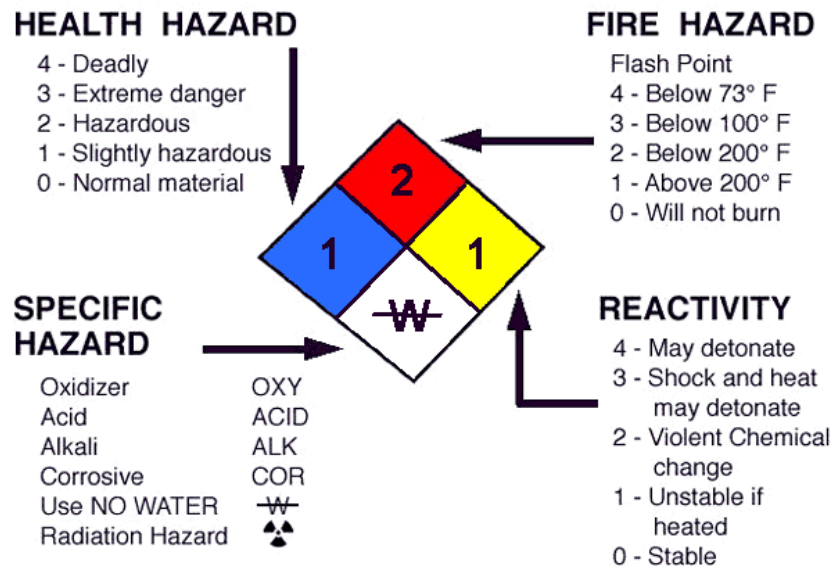 HEALTH HAZARD
4 - Deadly
3 - Extreme danger
2 - Hazardous
1 - Slightly hazardous
0 - Normal material
FIRE HAZARD
Flash Point
4 - Below 73° F
3 - Below 100° F
2 - Below 200° F
1 - Above 200° F
0 - Will not burn
2
1
1
W
SPECIFIC
HAZARD
Oxidizer OXY
Acid ACID
Alkali ALK
Corrosive COR
Use NO WATER W
Radiation Hazard
REACTIVITY
4 - May detonate
3 - Shock and heat
may detonate
2 - Violent Chemical
change
1 - Unstable if
heated
0 - Stable